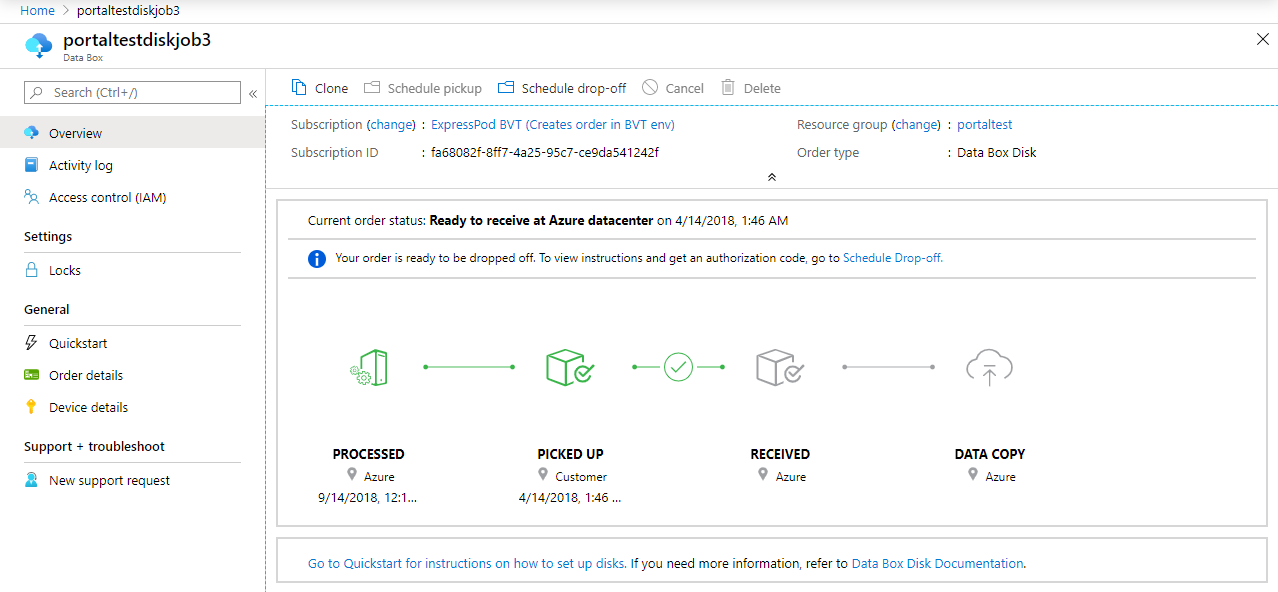 Home > portaltestdiskjob3
portaltestdiskjob3
Data Box
Search (Ctrl+/)
«
Clone Schedule pickup Schedule drop-off Cancel Delete
Overview
Activity log
Access control (IAM)
Settings
Locks
General
Quickstart
Order details
Device details
Support + troubleshoot
New support request
Subscription (change) : ExpressPod BVT (Creates order in BVT env)
Subscription ID : fa68082f-8ff7-4a25-95c7-ce9da541242f
Resource group (change) : portaltest
Order type : Data Box Disk
Current order status: Ready to receive at Azure datacenter on 4/14/2018, 1:46 AM
Your order is ready to be dropped off. To view instructions and get an authorization code, go to Schedule Drop-off.
PROCESSED
Azure
9/14/2018, 12:1...
PICKED UP
Customer
4/14/2018, 1:46 ...
RECEIVED
Azure
DATA COPY
Azure
Go to Quickstart for instructions on how to set up disks. If you need more information, refer to Data Box Disk Documentation.